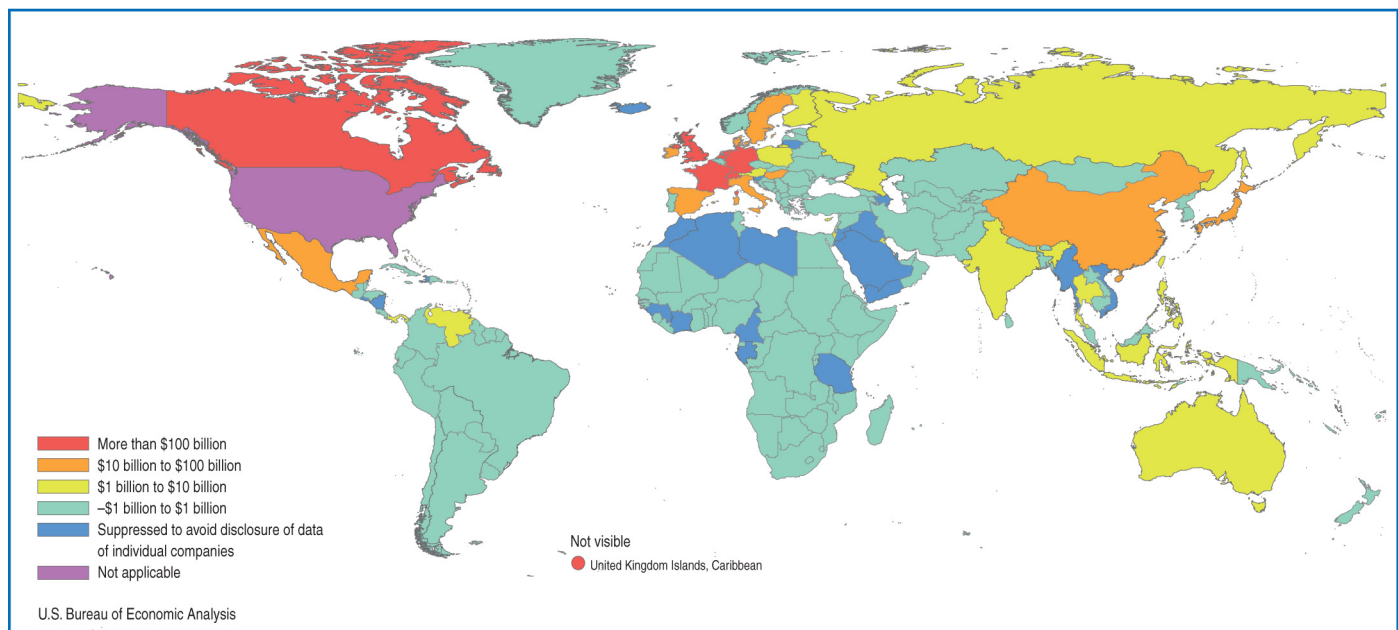 More than $100 billion
$10 billion to $100 billion
$1 billion to $10 billion
–$1 billion to $1 billion
Suppressed to avoid disclosure of data
of individual companies
Not applicable
Not visible
United Kingdom Islands, Caribbean
U.S. Bureau of Economic Analysis